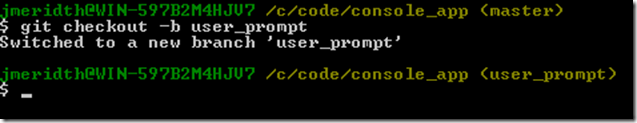 jmeridth@WIN-597B2M4HJV7 /c/code/console_app (master)
$ git checkout -b user_prompt
Switched to a new branch 'user_prompt'
jmeridth@WIN-597B2M4HJV7 /c/code/console_app (user_prompt)
$ _